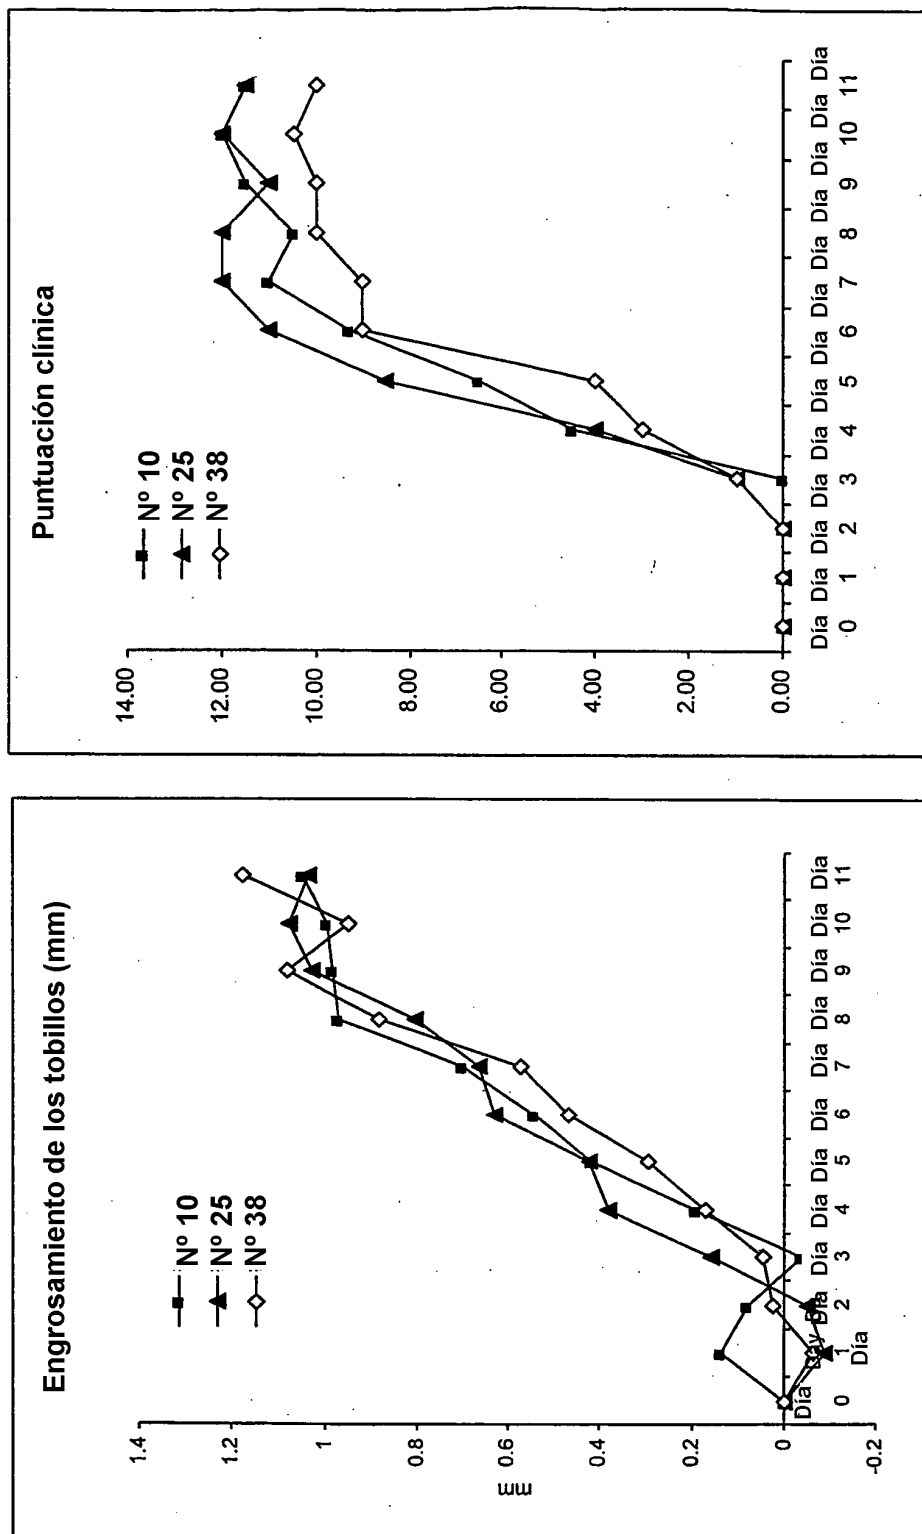 Engrosamiento de los tobillos (mm)
Nº 10
Nº 25
Nº 38
1.4
1.2
1
0.8
0.6
0.4
0.2
0
-0.2
mm
Día Día Día Día Día Día Día Día Día Día Día
0 1 2 3 4 5 6 7 8 9 10 11
Día
Puntuación clínica
Nº 10
Nº 25
Nº 38
14.00
12.00
10.00
8.00
6.00
4.00
2.00
0.00
Día Día Día Día Día Día Día Día Día Día Día Día
0 1 2 3 4 5 6 7 8 9 10 11